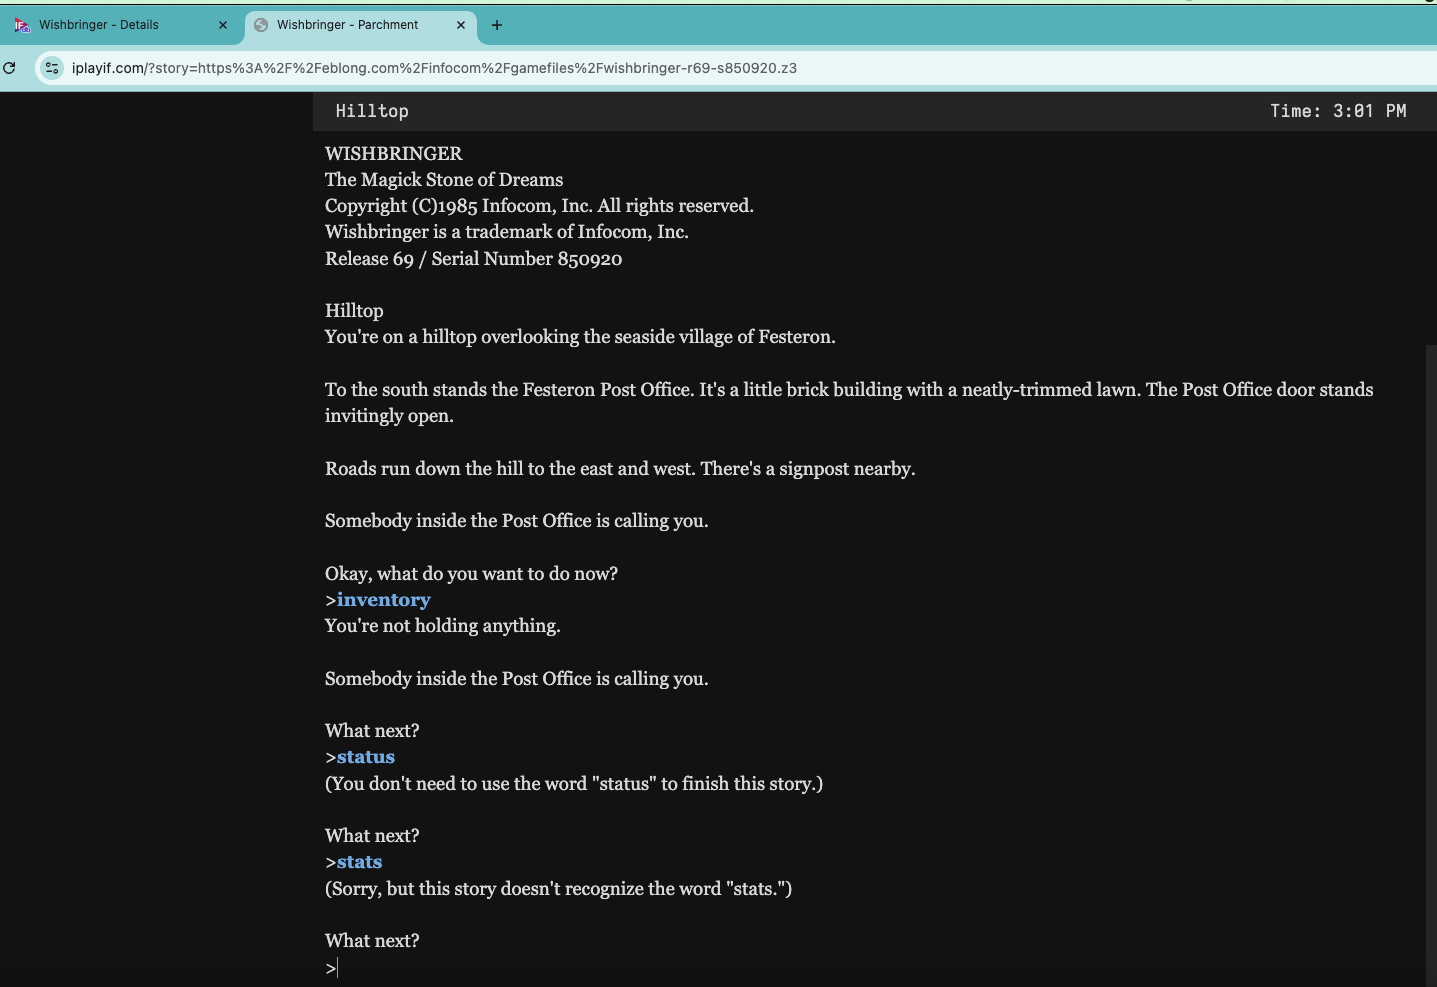 Wishbringer - Details
Wishbringer - Parchment
iplayif.com/?story=https%3A%2F%2Feblong.com%2Finfocom%2Fgamefiles%2Fwishbringer-r69-s850920.z3
Hilltop Time: 3:01 PM
WISHBRINGER
The Magick Stone of Dreams
Copyright (C)1985 Infocom, Inc. All rights reserved.
Wishbringer is a trademark of Infocom, Inc.
Release 69 / Serial Number 850920
Hilltop
You're on a hilltop overlooking the seaside village of Festeron.
To the south stands the Festeron Post Office. It's a little brick building with a neatly-trimmed lawn. The Post Office door stands
invitingly open.
Roads run down the hill to the east and west. There's a signpost nearby.
Somebody inside the Post Office is calling you.
Okay, what do you want to do now?
>inventory
You're not holding anything.
Somebody inside the Post Office is calling you.
What next?
>status
(You don't need to use the word "status" to finish this story.)
What next?
>stats
(Sorry, but this story doesn't recognize the word "stats.")
What next?
>